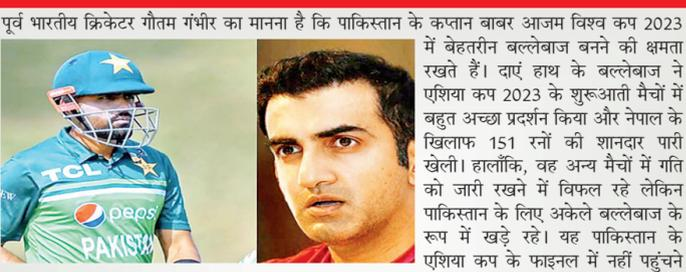 पूर्व भारतीय क्रिकेटर गौतम गंभीर का मानना है कि पाकिस्तान के कप्तान बाबर आजम विश्व कप 2023
में बेहतरीन बल्लेबाज बनने की क्षमता
रखते हैं। दाएं हाथ के बल्लेबाज ने
एशिया कप 2023 के शुरूआती मैचों में
बहुत अच्छा प्रदर्शन किया और नेपाल के
खिलाफ 151 रनों की शानदार पारी
खेली। हालाँकि, वह अन्य मैचों में गति
को जारी रखने में विफल रहे लेकिन
पाकिस्तान के लिए अकेले बल्लेबाज के
रूप में खड़े रहे। यह पाकिस्तान के
एशिया कप के फाइनल में नहीं पहुंचने
TCL
pepsi
PAKISTAN